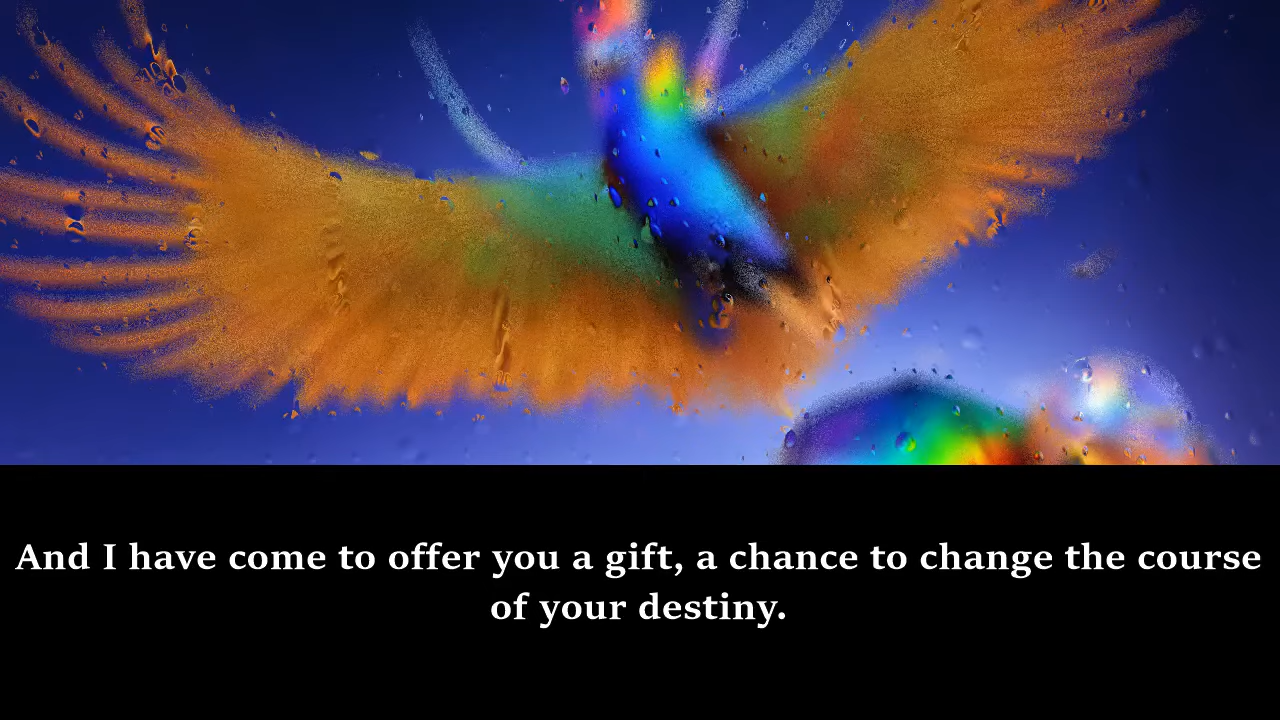 And I have come to offer you a gift, a chance to change the course
of your destiny.